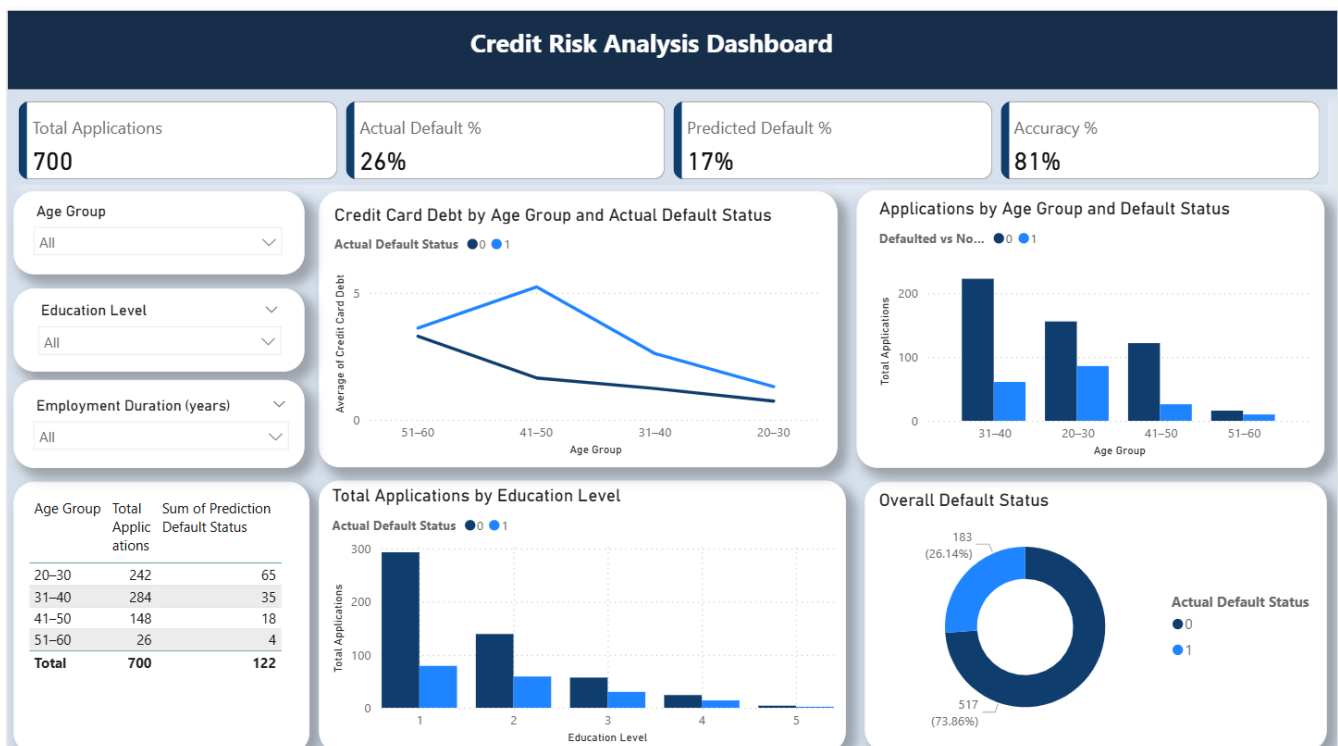 Credit Risk Analysis Dashboard
Total Applications
700
Actual Default %
26%
Predicted Default %
17%
Accuracy %
81%
Age Group
All
Education Level
All
Employment Duration (years)
All
Age Group Total Applic ations Sum of Prediction Default Status
20–30 242 65
31–40 284 35
41–50 148 18
51–60 26 4
Total 700 122
Credit Card Debt by Age Group and Actual Default Status
Actual Default Status 0 1
Average of Credit Card Debt
5
0
51–60 41–50 31–40 20–30
Age Group
Applications by Age Group and Default Status
Defaulted vs No... 0 1
Total Applications
200
100
0
31–40 20–30 41–50 51–60
Age Group
Total Applications by Education Level
Actual Default Status 0 1
Total Applications
300
200
100
0
1 2 3 4 5
Education Level
Overall Default Status
183
(26.14%)
517
(73.86%)
Actual Default Status
0
1